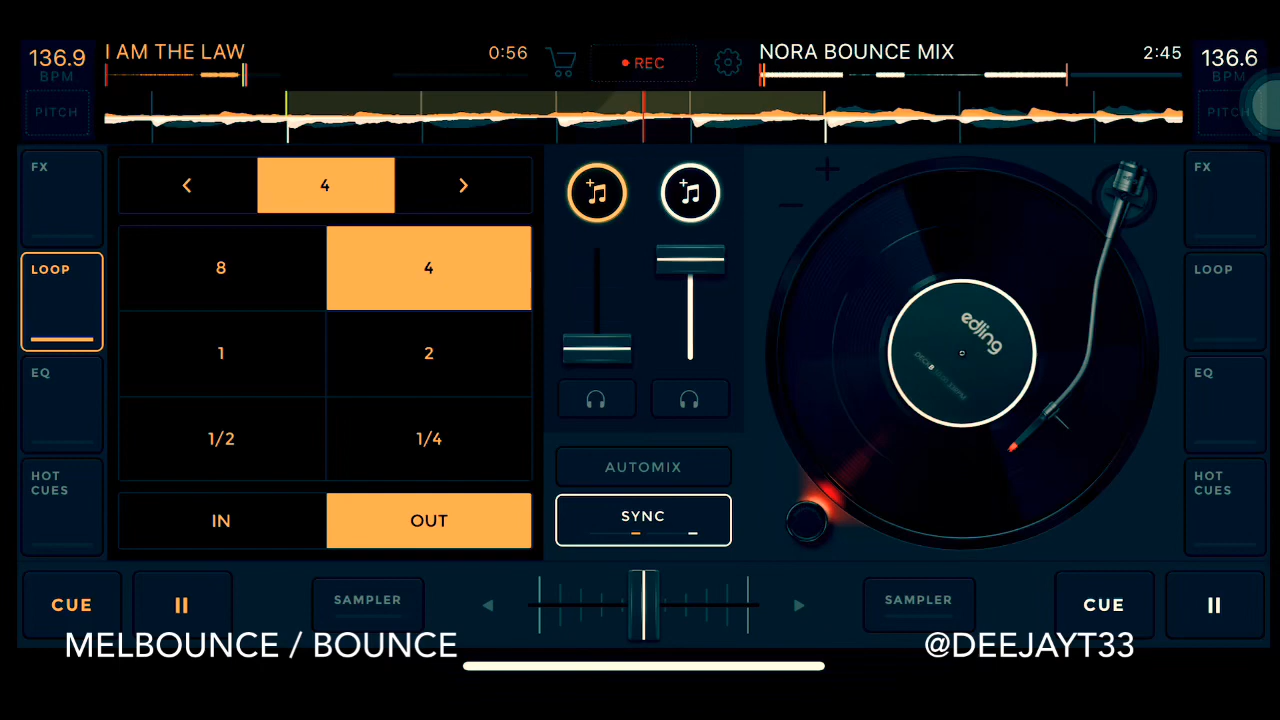 136.9
BPM
I AM THE LAW
0:56
REC
NORA BOUNCE MIX
2:45
136.6
BPM
PITCH
PITCH
FX
LOOP
EQ
HOT
CUES
4
8
4
1
2
1/2
1/4
IN
OUT
AUTOMIX
SYNC
edjing
FX
LOOP
EQ
HOT
CUES
CUE
SAMPLER
SAMPLER
CUE
MELBOUNCE / BOUNCE
@DEEJAYT33